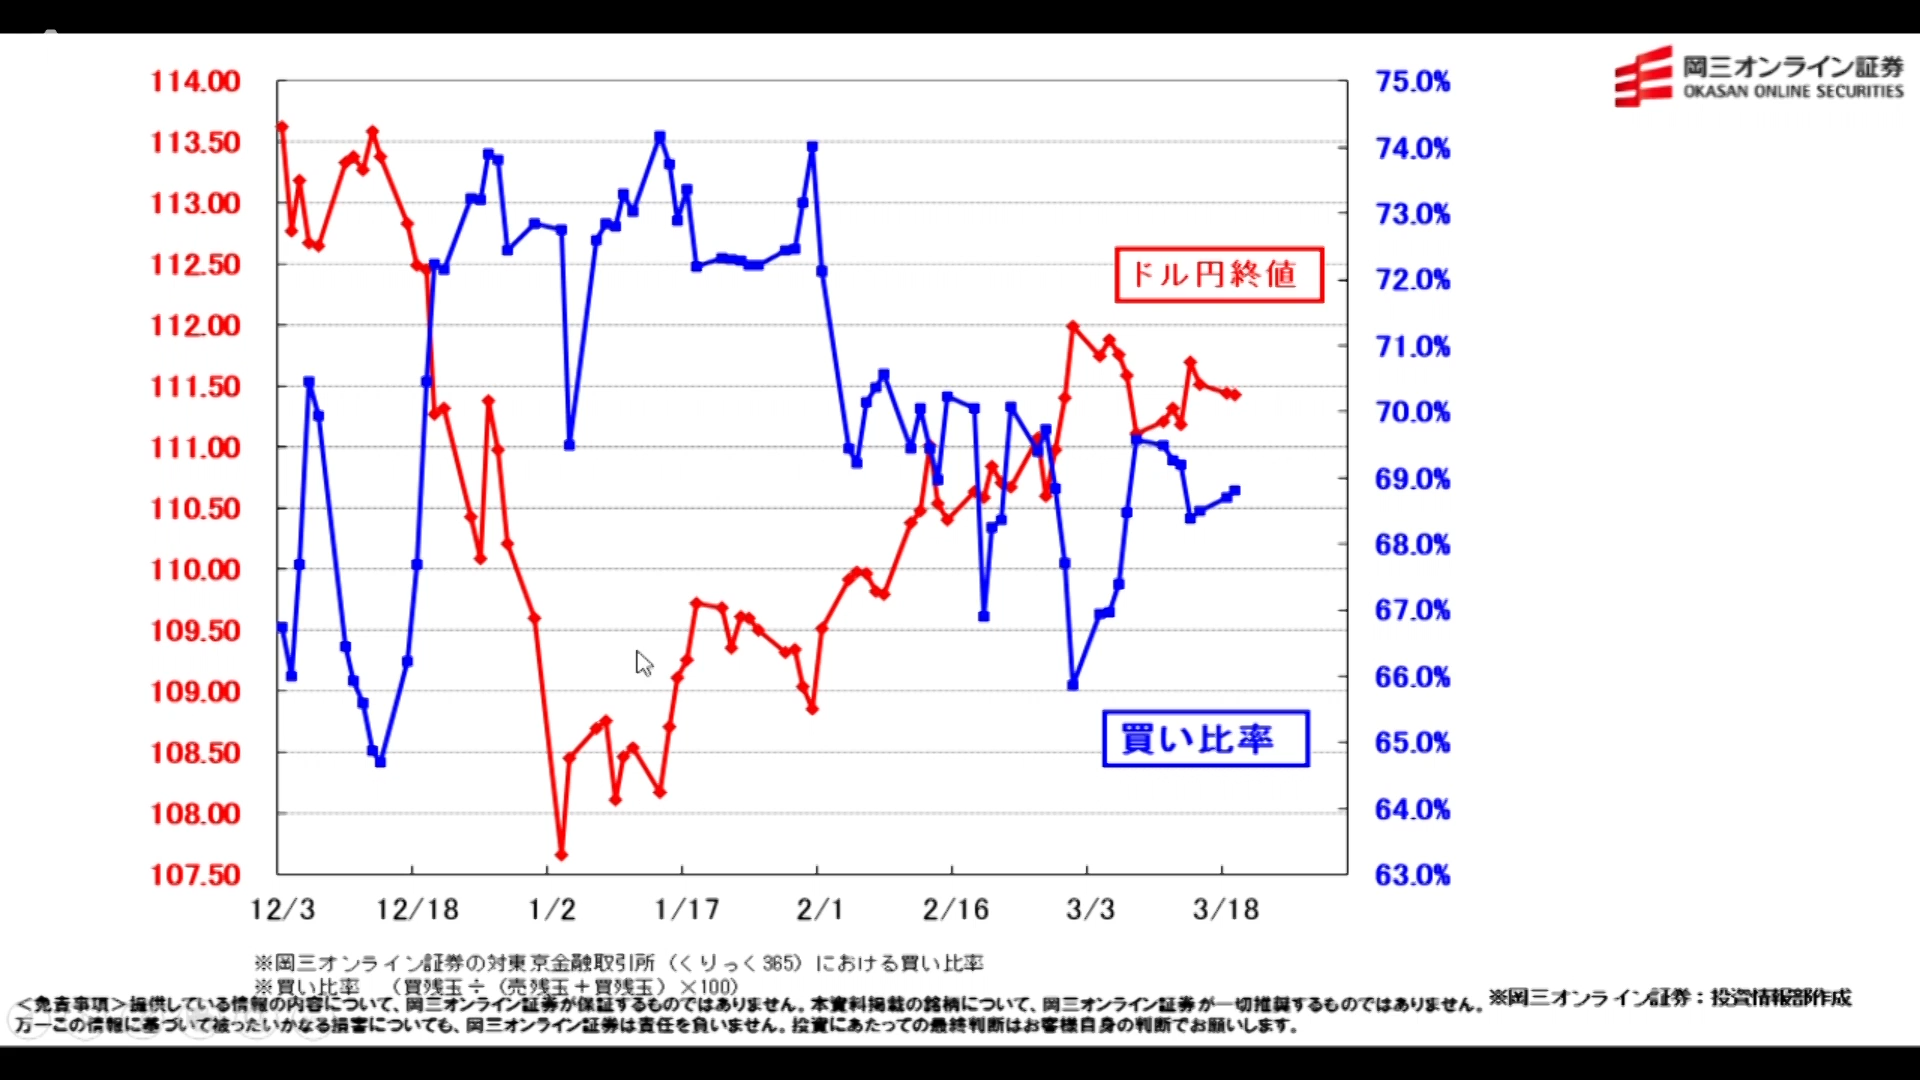 岡三オンライン証券
OKASAN ONLINE SECURITIES
114.00
113.50
113.00
112.50
112.00
111.50
111.00
110.50
110.00
109.50
109.00
108.50
108.00
107.50
75.0%
74.0%
73.0%
72.0%
71.0%
70.0%
69.0%
68.0%
67.0%
66.0%
65.0%
64.0%
63.0%
ドル円終値
買い比率
12/3 12/18 1/2 1/17 2/1 2/16 3/3 3/18
※岡三オンライン証券の対東京金融取引所（くりっく365）における買い比率
※買い比率　（買残玉÷（売残玉＋買残玉）×100）
＜免責事項＞提供している情報の内容について、岡三オンライン証券が保証するものではありません。本資料掲載の銘柄について、岡三オンライン証券が一切推奨するものではありません。
万一この情報に基づいて被ったいかなる損害についても、岡三オンライン証券は責任を負いません。投資にあたっての最終判断はお客様自身の判断でお願いします。
※岡三オンライン証券：投資情報部作成